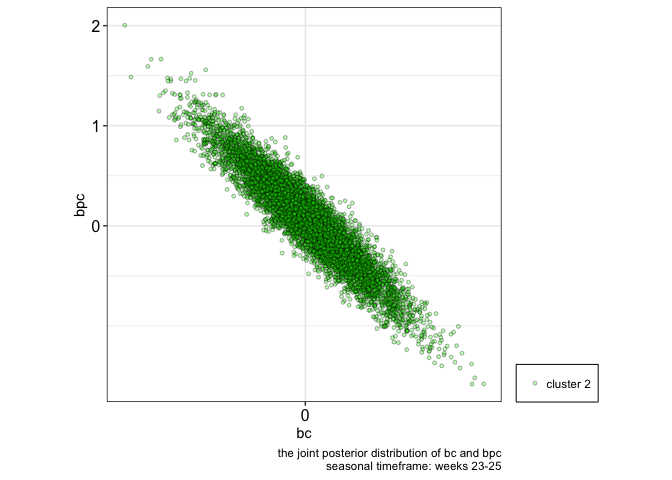 2
1
0
bpc
0
bc
cluster 2
the joint posterior distribution of bc and bpc
seasonal timeframe: weeks 23-25